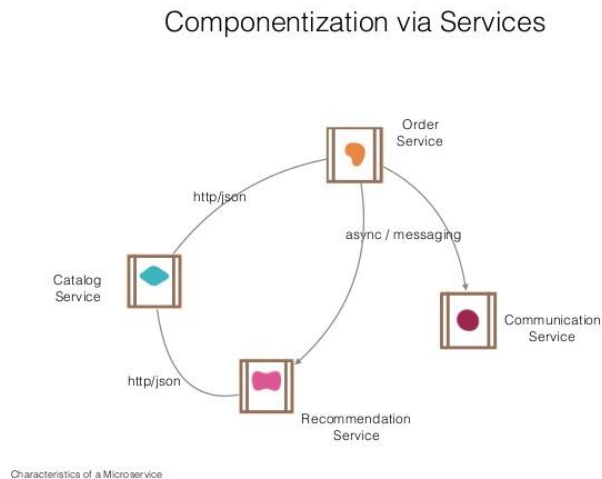 Componentization via Services
Order
Service
http/json
async / messaging
Catalog
Service
Communication
Service
http/json
Recommendation
Service
Characteristics of a Microservice